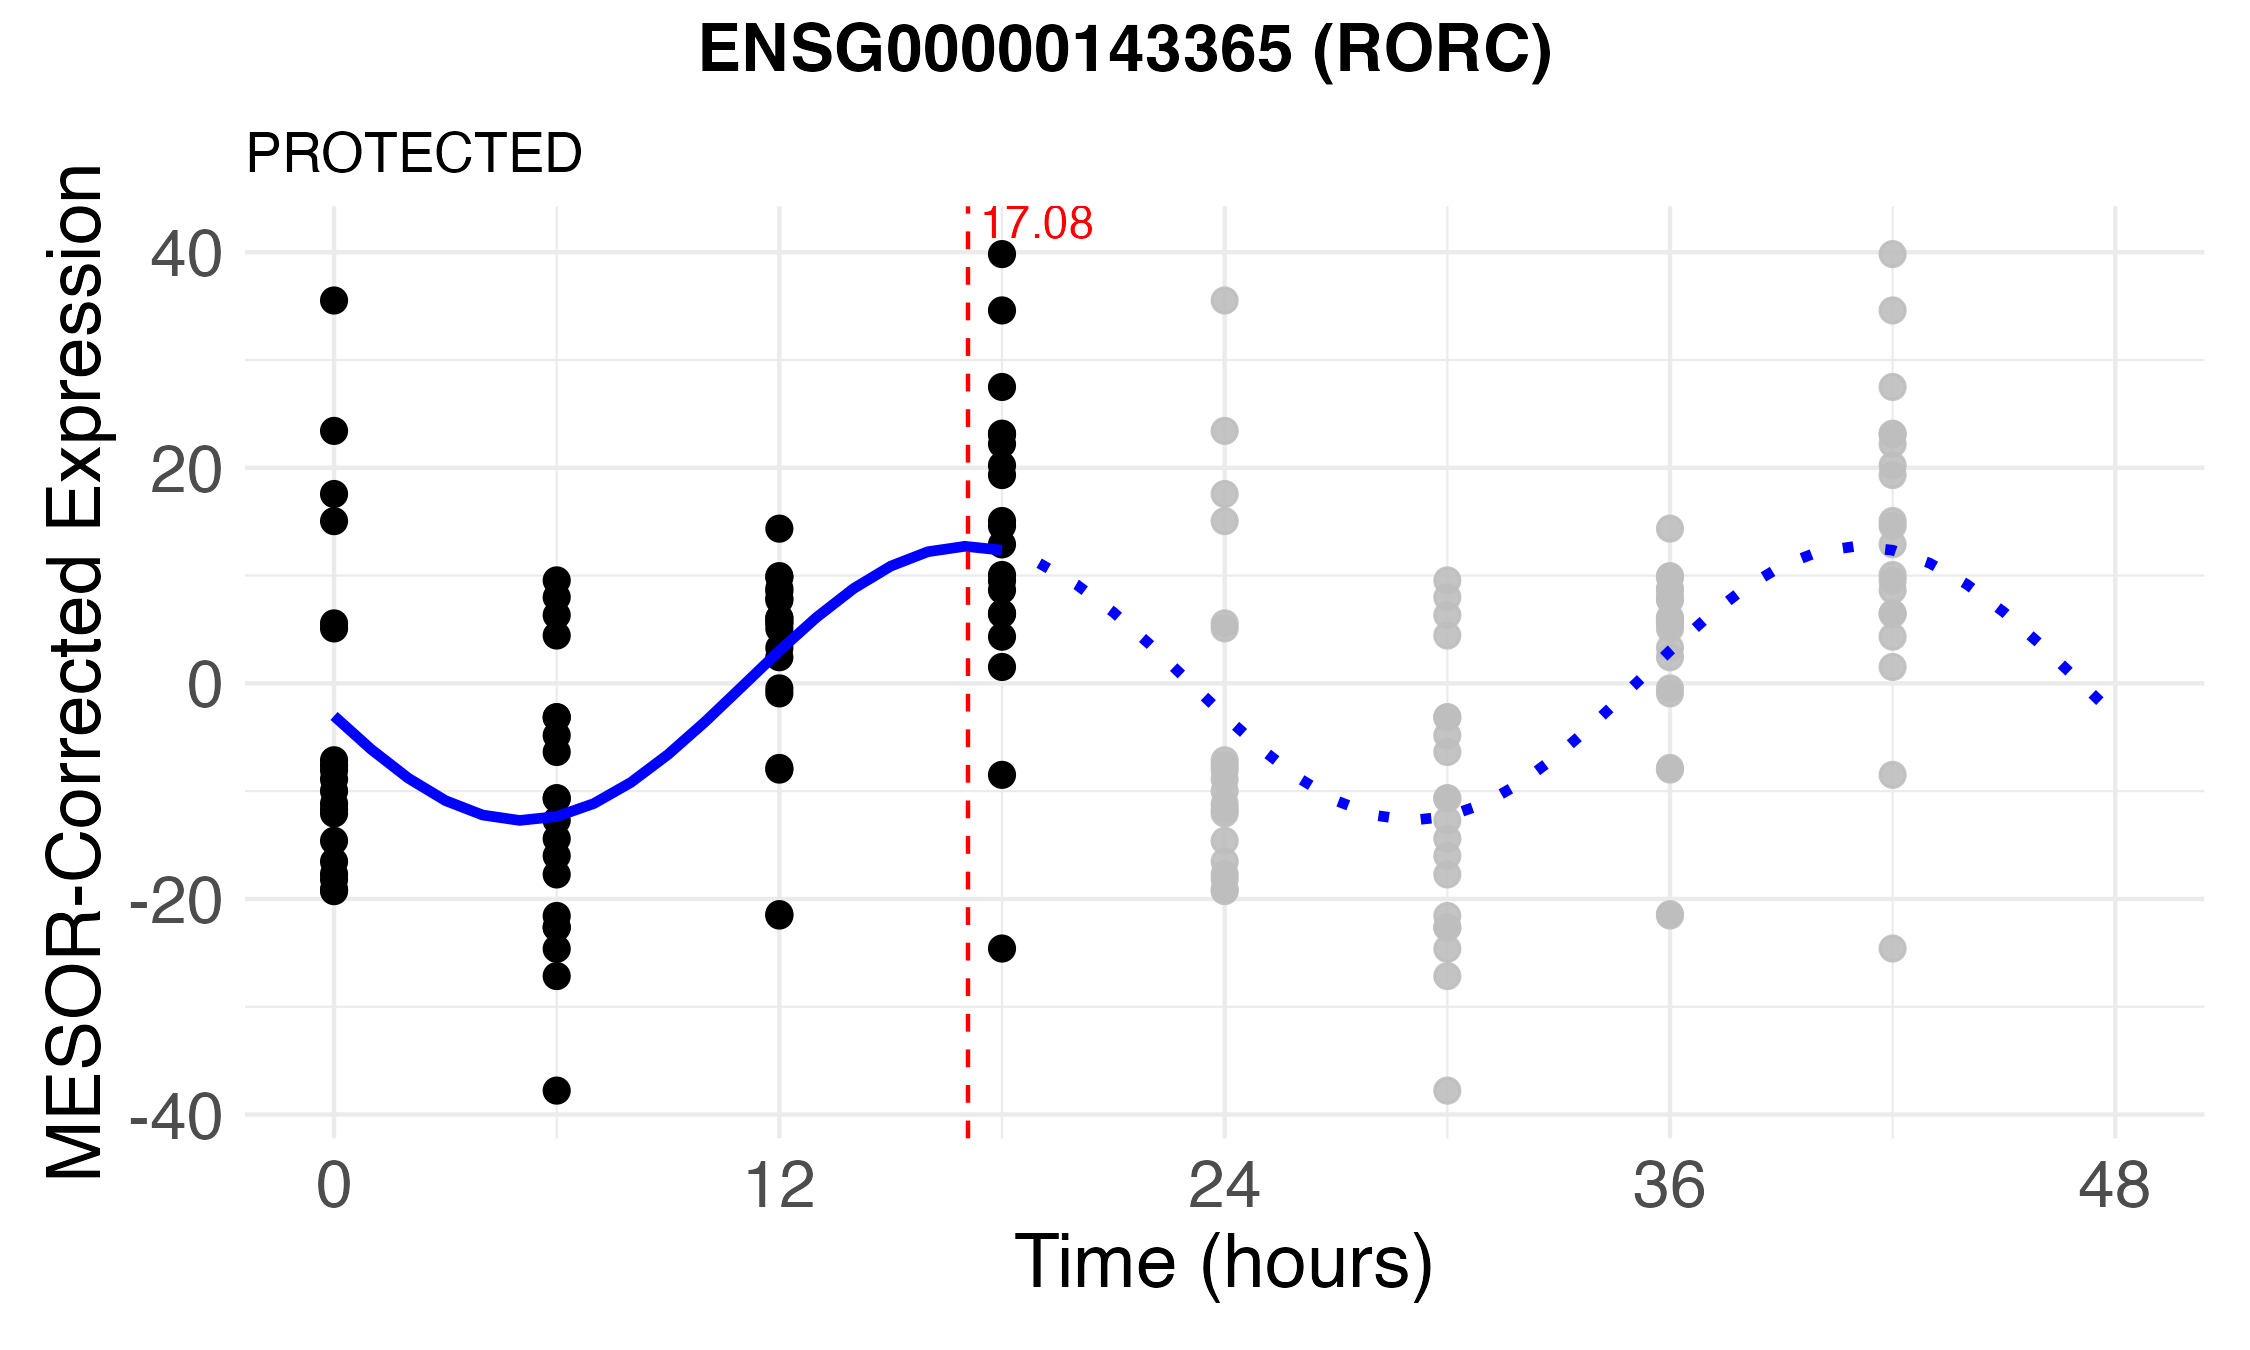 ENSG00000143365 (RORC)
PROTECTED
17.08
MESOR-Corrected Expression
40
20
0
-20
-40
0 12 24 36 48
Time (hours)